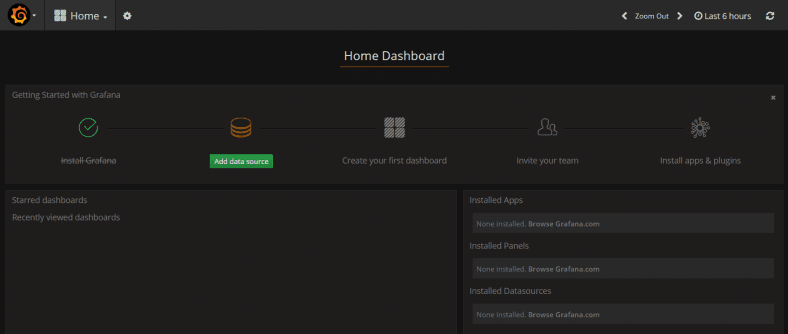 Home
Zoom Out
Last 6 hours
Home Dashboard
Getting Started with Grafana
Install Grafana
Add data source
Create your first dashboard
Invite your team
Install apps & plugins
Starred dashboards
Recently viewed dashboards
Installed Apps
None installed. Browse Grafana.com
Installed Panels
None installed. Browse Grafana.com
Installed Datasources
None installed. Browse Grafana.com